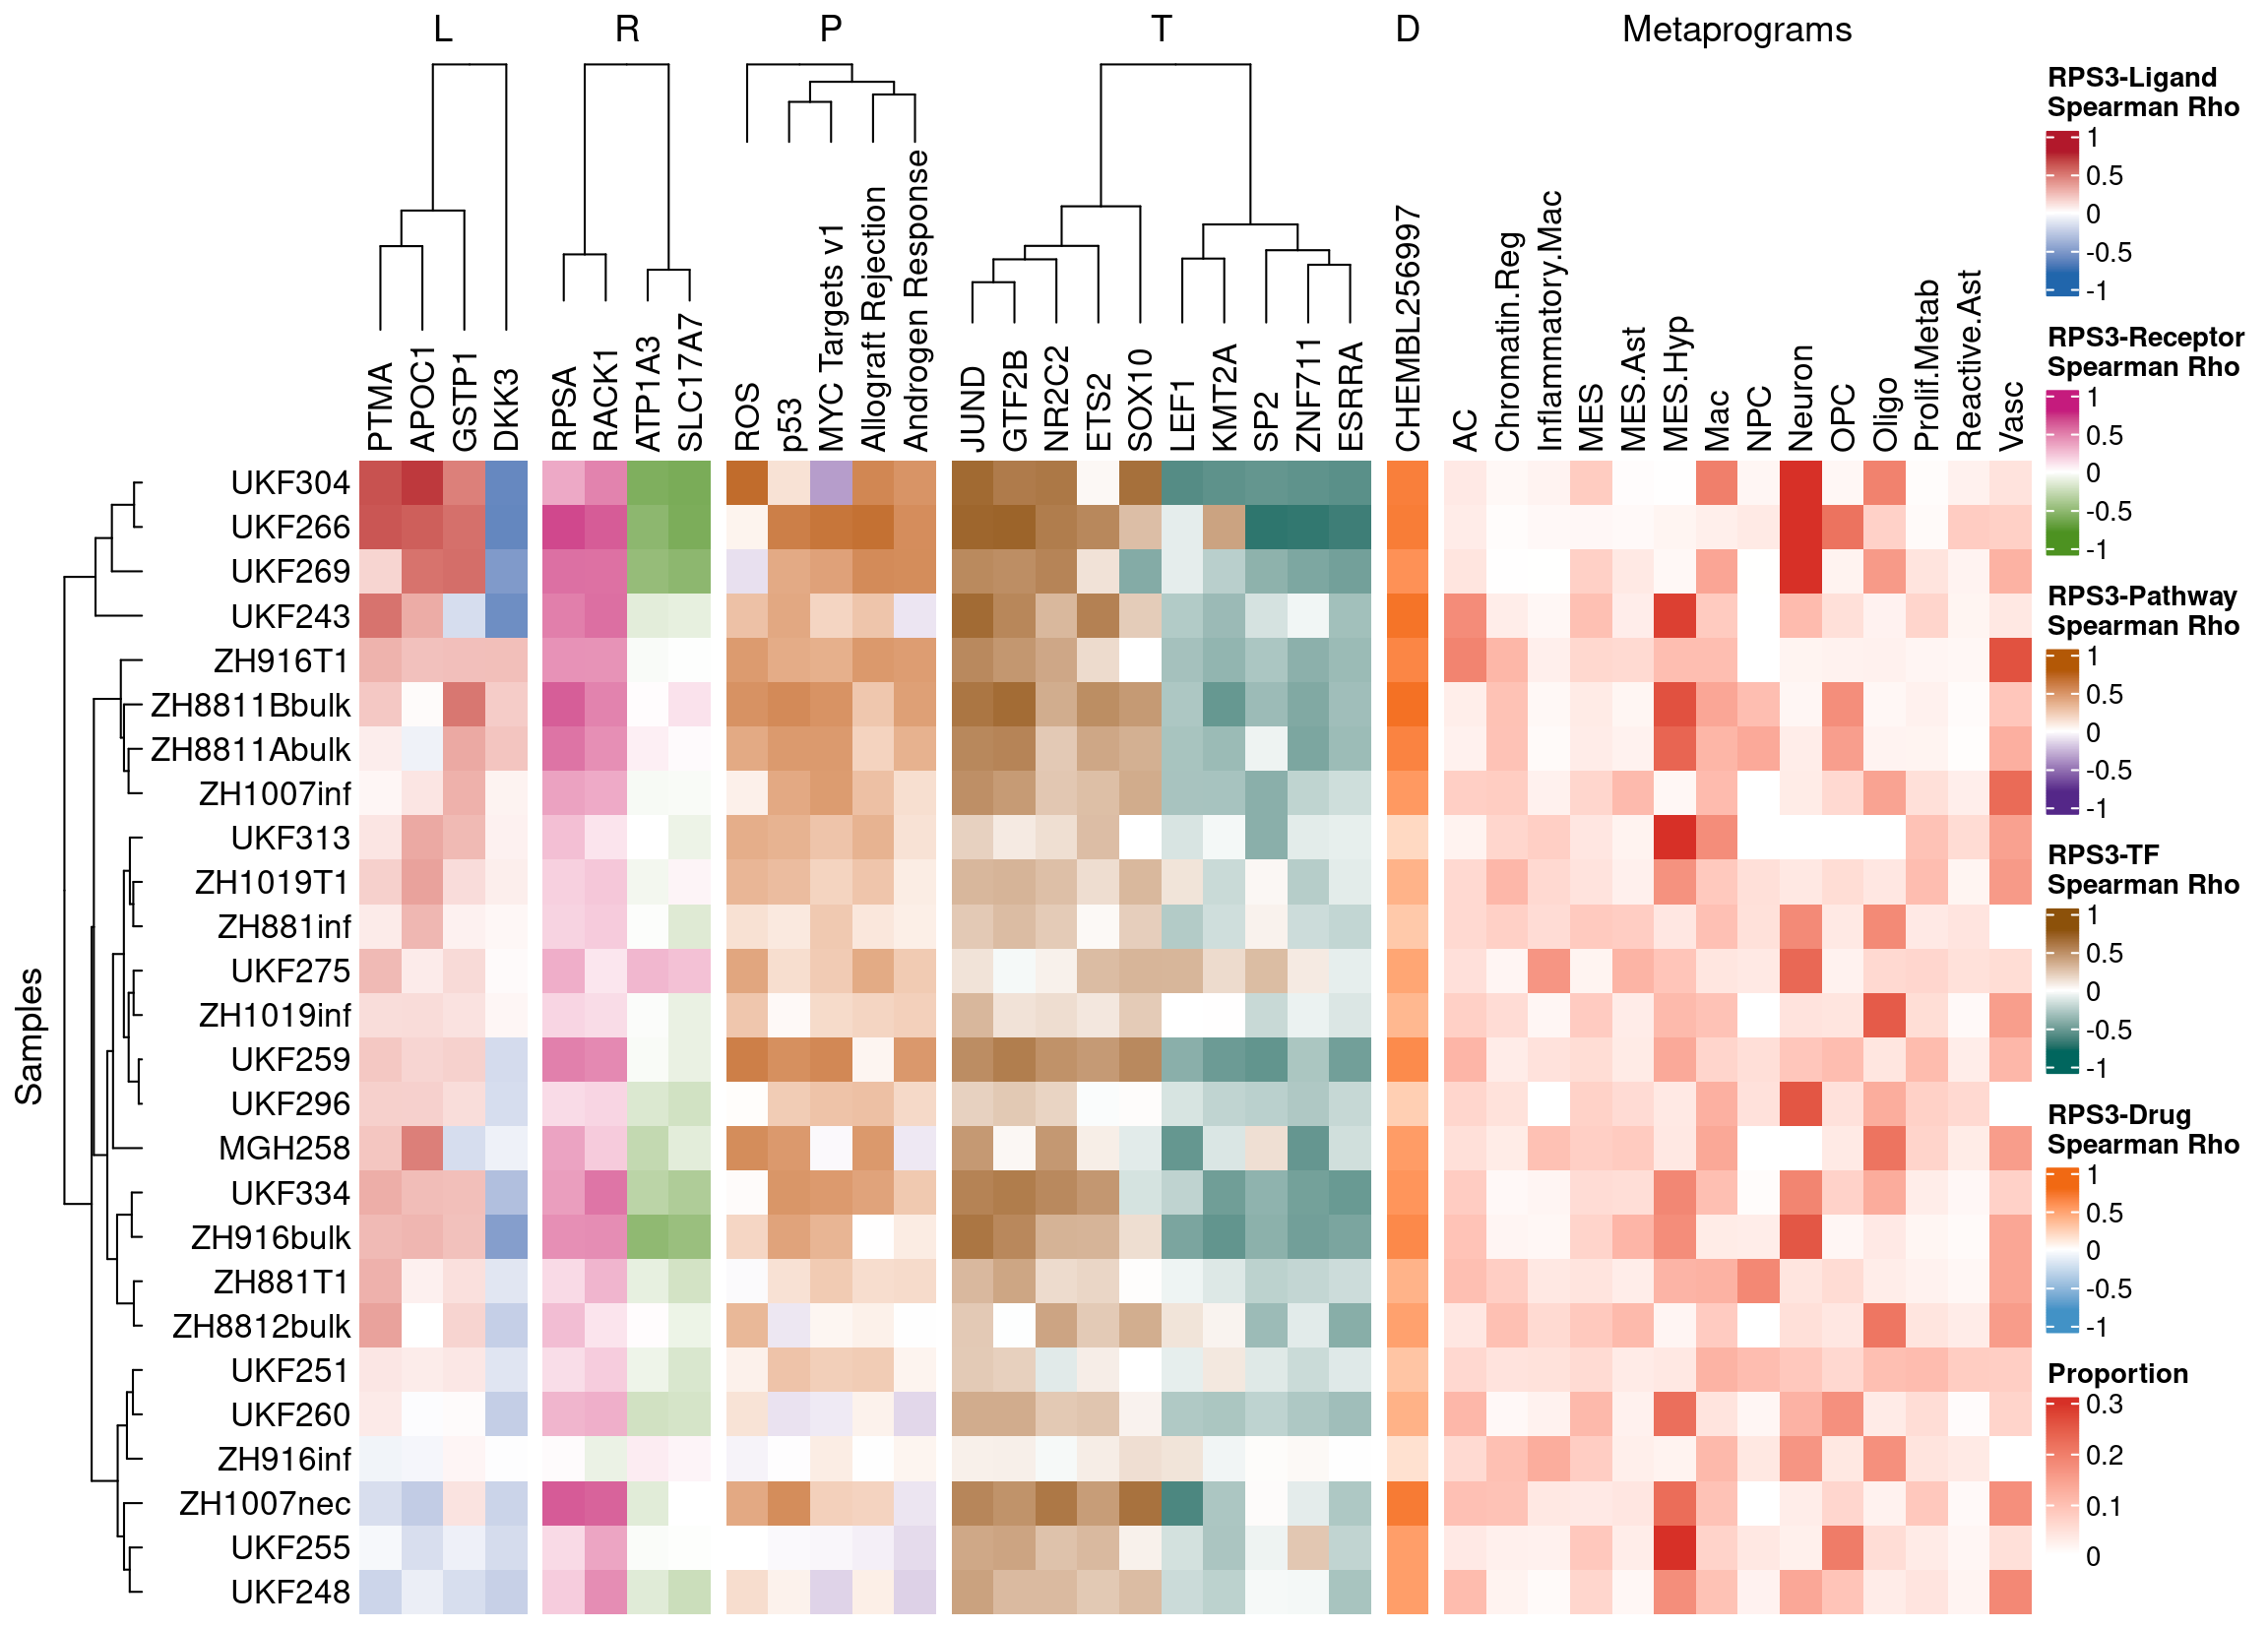 L R P T D Metaprograms
PTMA
APOC1
GSTP1
DKK3
RPSA
RACK1
ATP1A3
SLC17A7
ROS
p53
MYC Targets v1
Allograft Rejection
Androgen Response
JUND
GTF2B
NR2C2
ETS2
SOX10
LEF1
KMT2A
SP2
ZNF711
ESRRA
CHEMBL256997
AC
Chromatin.Reg
Inflammatory.Mac
MES
MES.Ast
MES.Hyp
Mac
NPC
Neuron
OPC
Oligo
Prolif.Metab
Reactive.Ast
Vasc
Samples
UKF304
UKF266
UKF269
UKF243
ZH916T1
ZH8811Bbulk
ZH8811Abulk
ZH1007inf
UKF313
ZH1019T1
ZH881inf
UKF275
ZH1019inf
UKF259
UKF296
MGH258
UKF334
ZH916bulk
ZH881T1
ZH8812bulk
UKF251
UKF260
ZH916inf
ZH1007nec
UKF255
UKF248
RPS3-Ligand
Spearman Rho
1
0.5
0
-0.5
-1
RPS3-Receptor
Spearman Rho
1
0.5
0
-0.5
-1
RPS3-Pathway
Spearman Rho
1
0.5
0
-0.5
-1
RPS3-TF
Spearman Rho
1
0.5
0
-0.5
-1
RPS3-Drug
Spearman Rho
1
0.5
0
-0.5
-1
Proportion
0.3
0.2
0.1
0